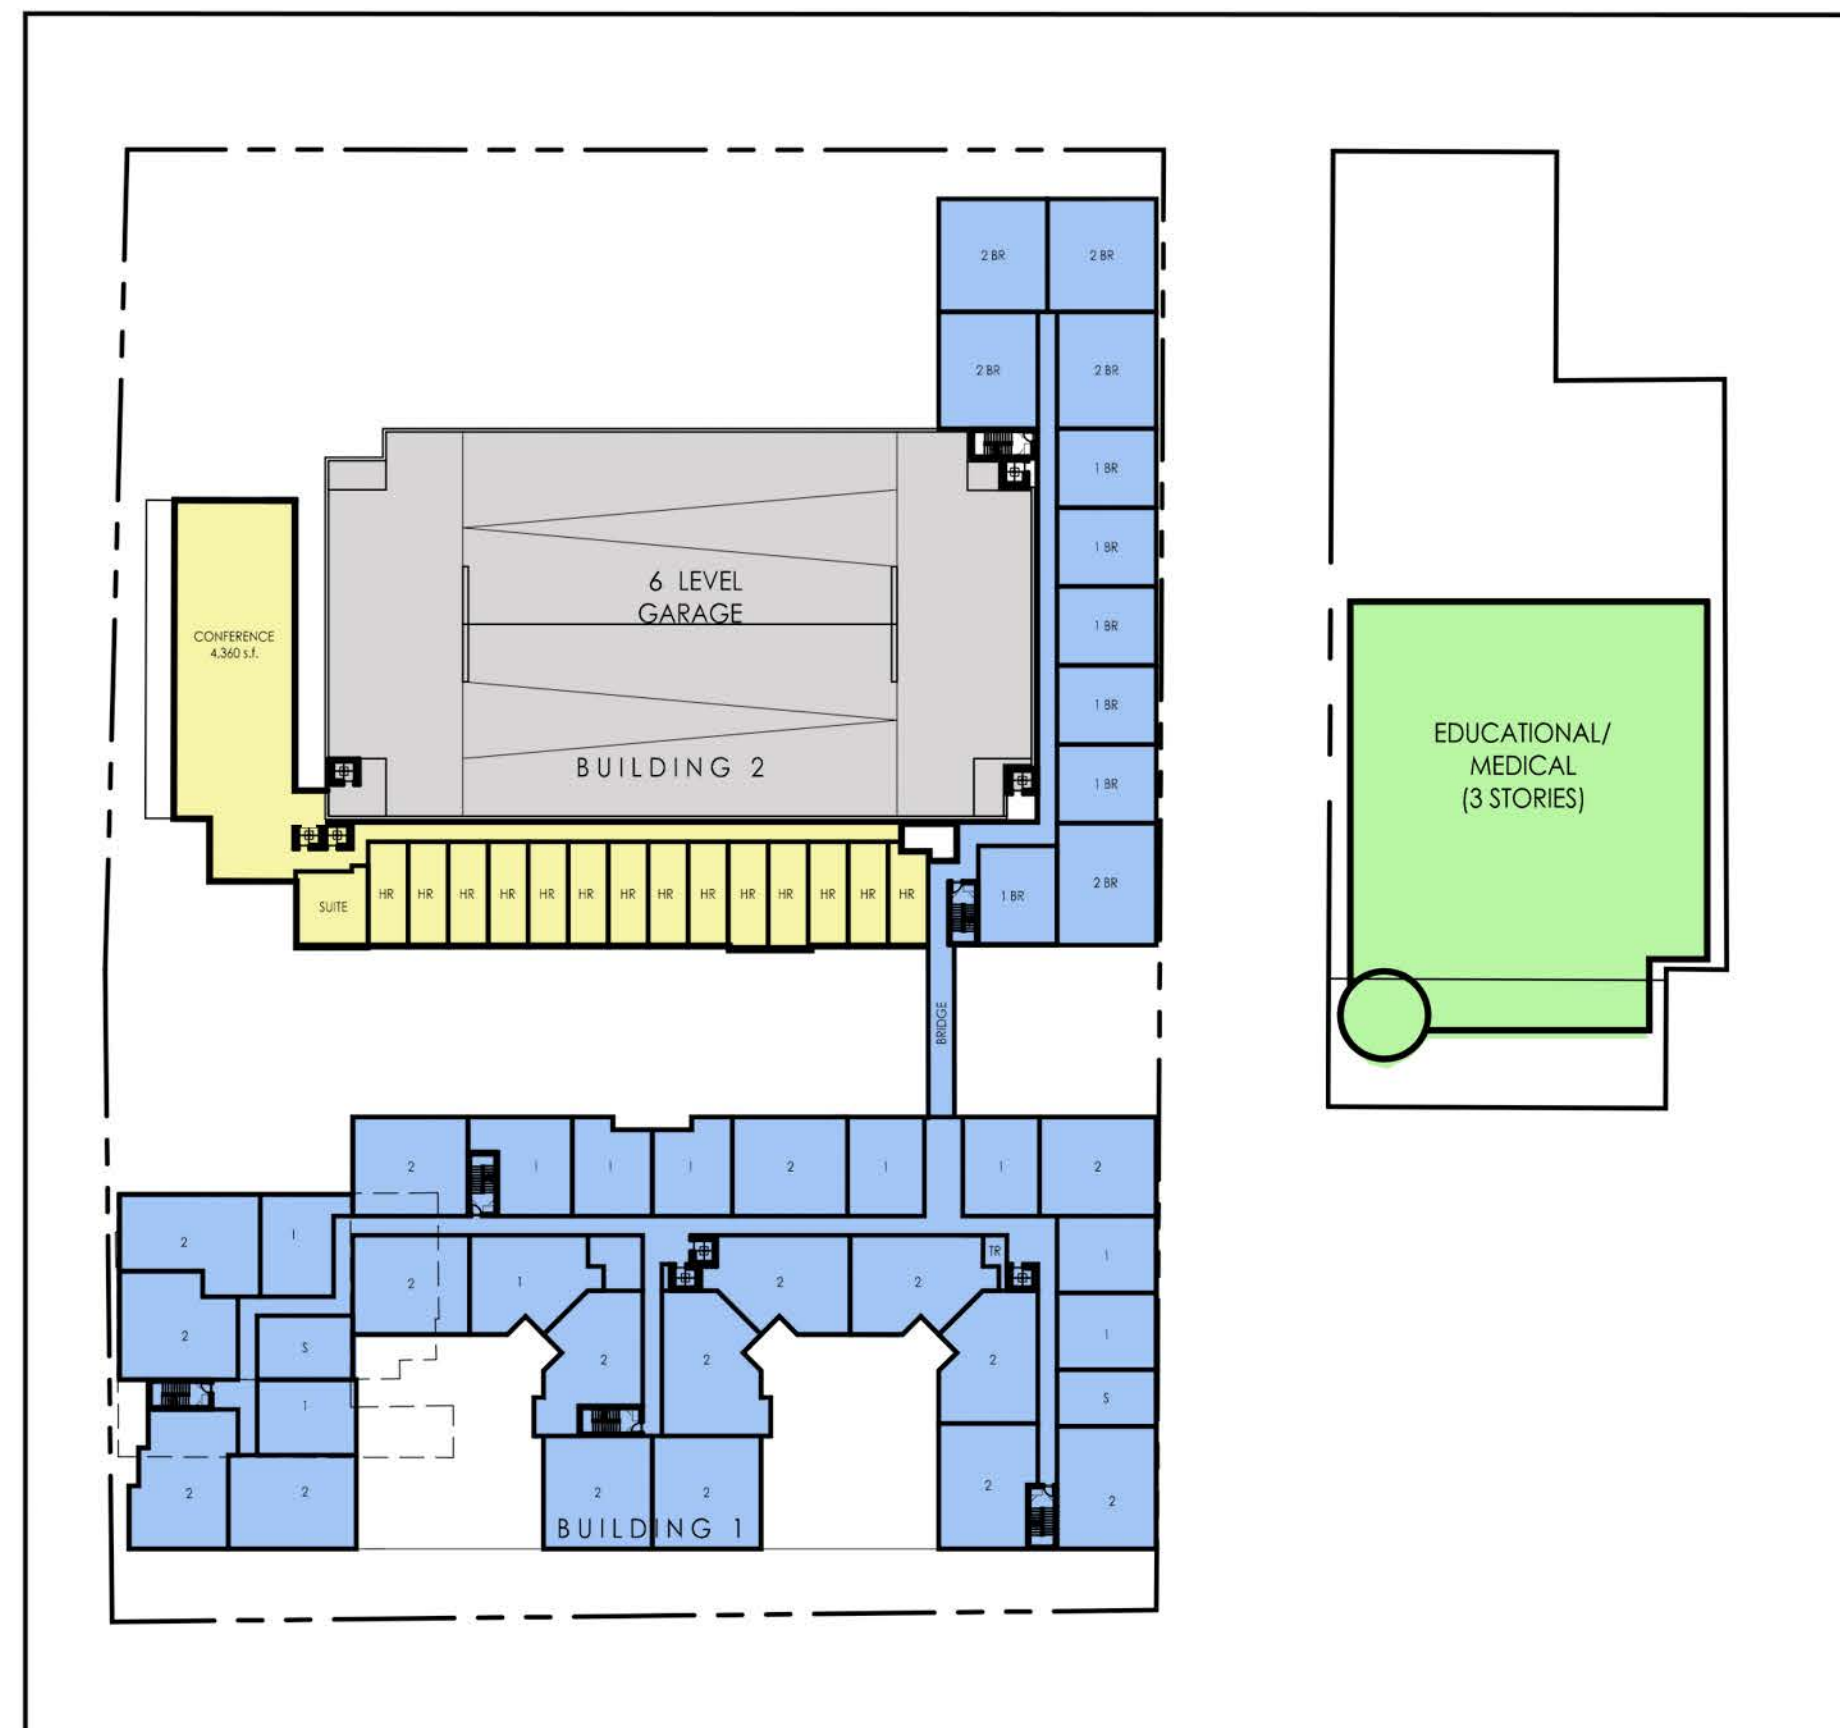 2 BR
2 BR
2 BR
2 BR
1 BR
1 BR
1 BR
1 BR
1 BR
6 LEVEL
GARAGE
BUILDING 2
CONFERENCE
4,360 s.f.
EDUCATIONAL/
MEDICAL
(3 STORIES)
SUITE
HR
HR
HR
HR
HR
HR
HR
HR
HR
HR
HR
HR
HR
HR
1 BR
2 BR
BRIDGE
2
1
1
1
2
1
1
2
2
1
2
1
2
2
TR
1
2
S
2
2
2
1
1
S
2
2
2
2
2
2
BUILDING 1